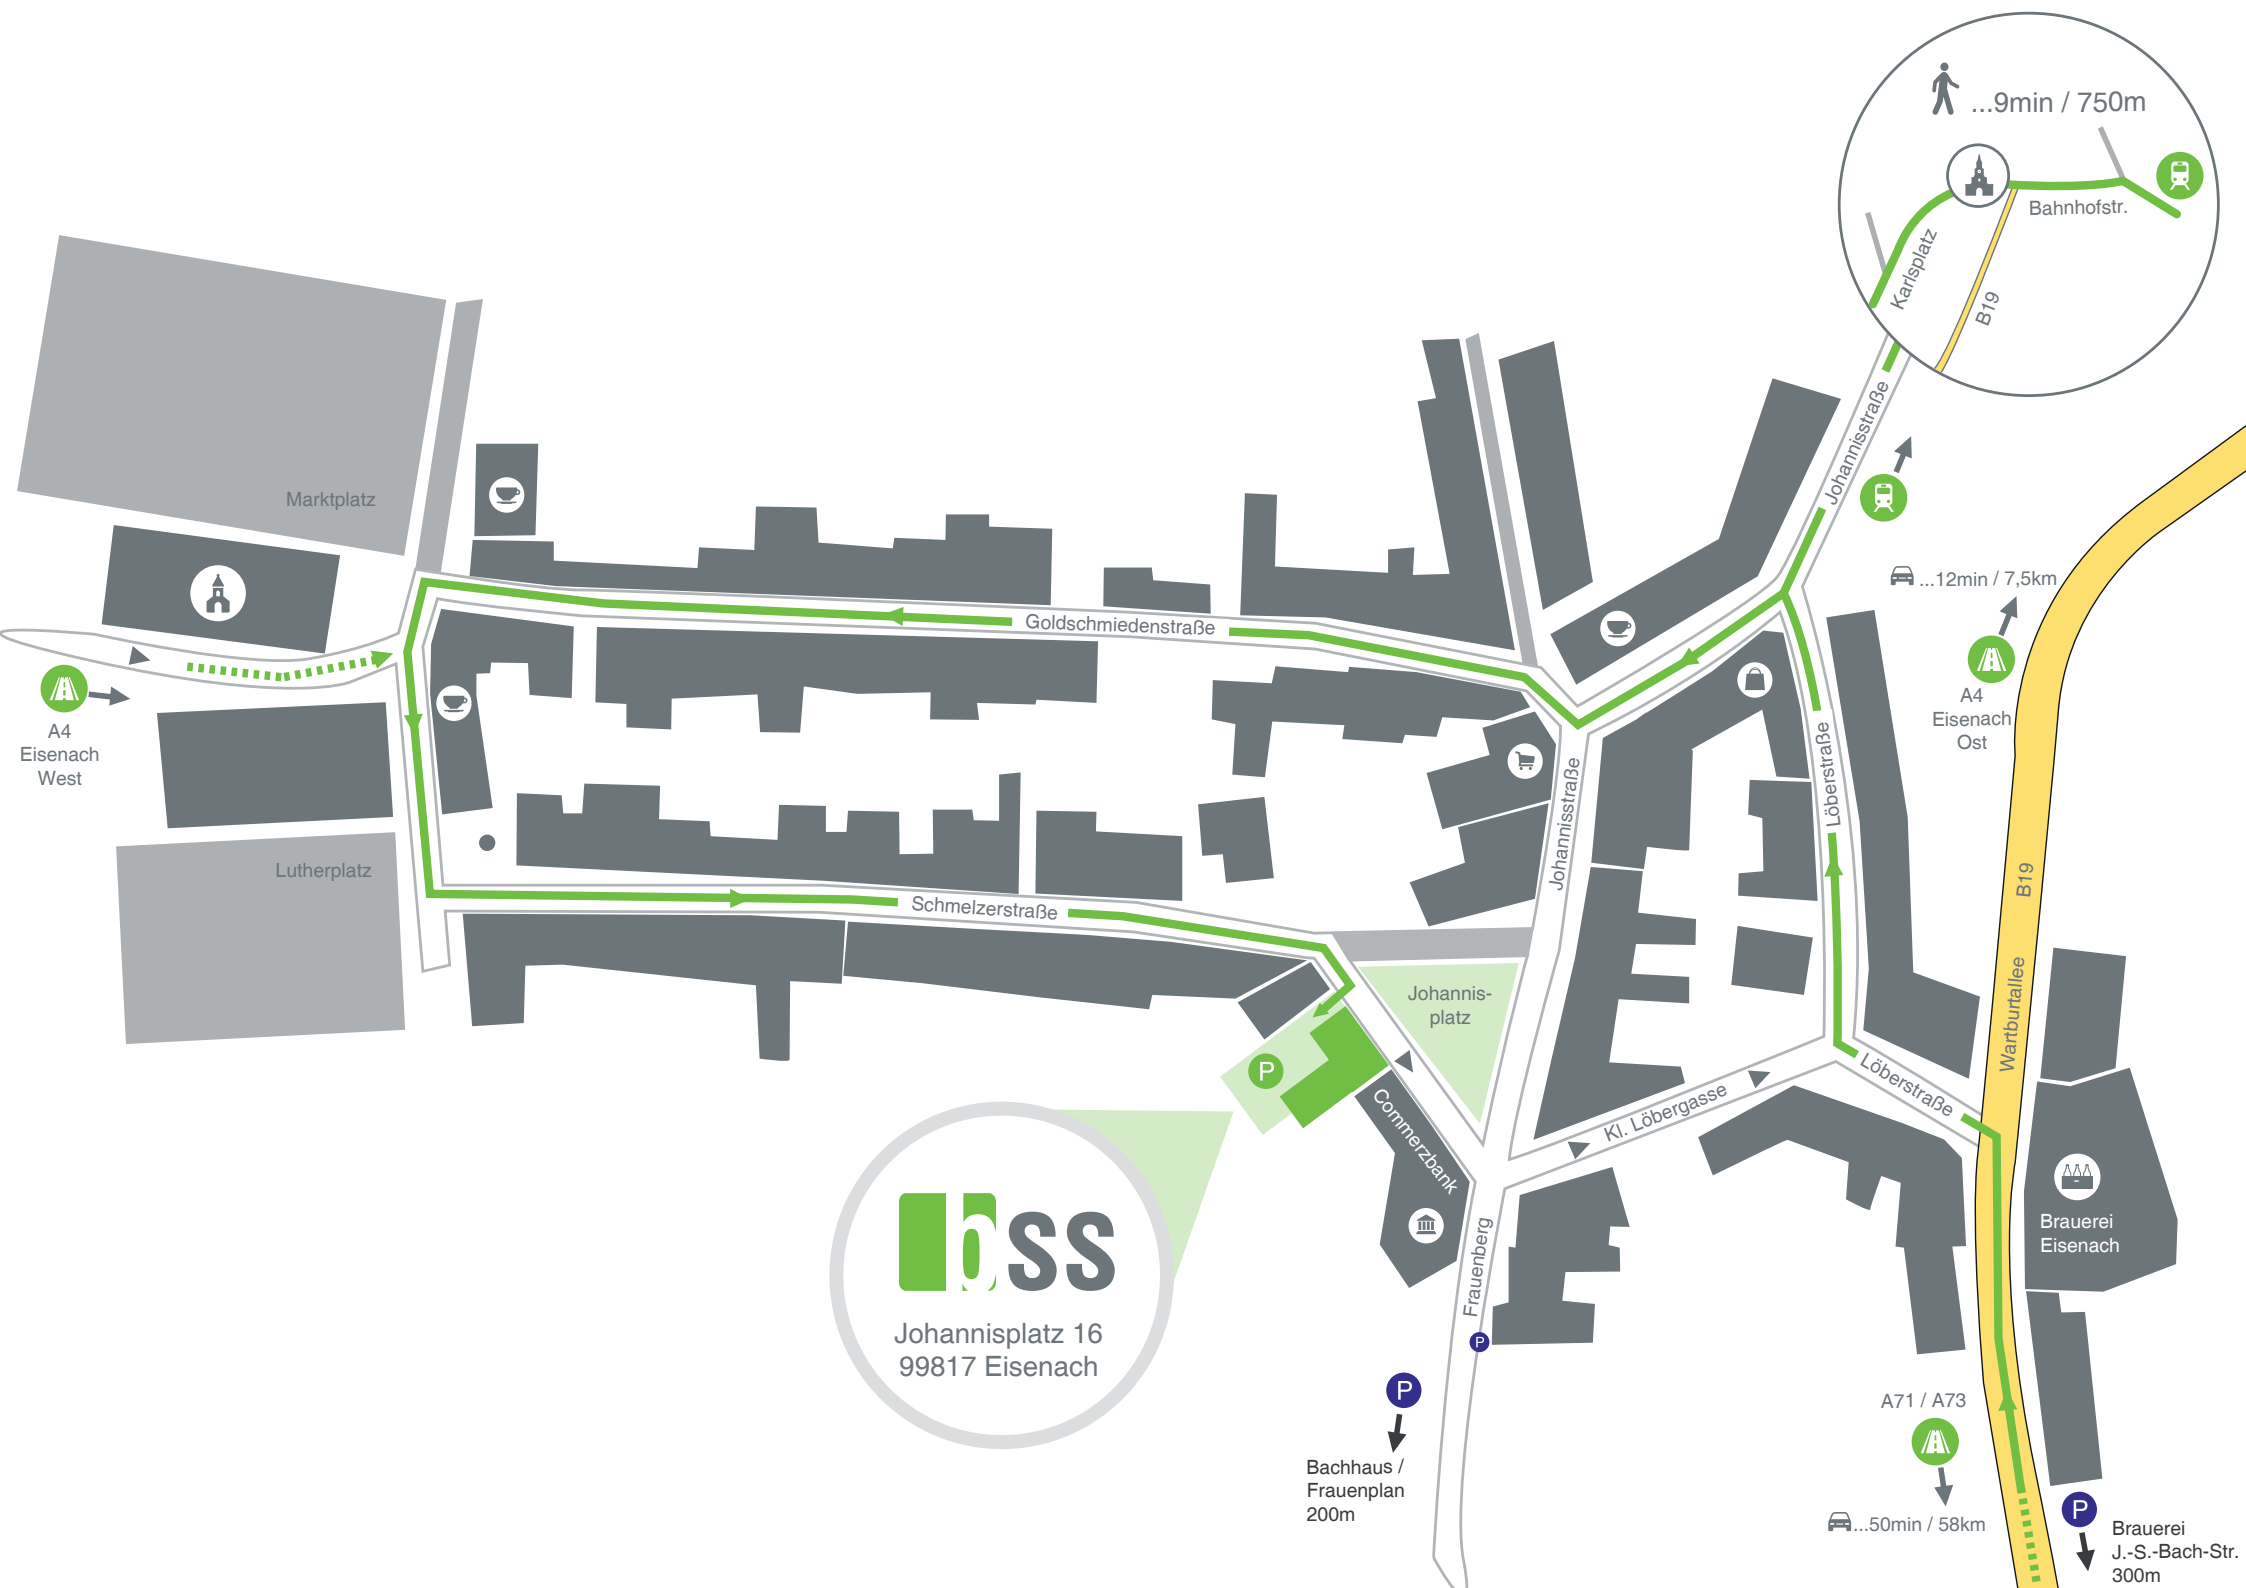 ...9min / 750m
Bahnhofstr.
Karlsplatz
B19
Johannisstraße
Marktplatz
...12min / 7,5km
A4
Eisenach
Ost
Goldschmiedenstraße
A4
Eisenach
West
Löberstraße
Johannisstraße
Lutherplatz
B19
Wartburtallee
Schmelzerstraße
Johannis-
platz
P
Löberstraße
Kl. Löbergasse
Commerzbank
bss
Johannisplatz 16
99817 Eisenach
Brauerei
Eisenach
Frauenberg
P
P
Bachhaus /
Frauenplan
200m
A71 / A73
...50min / 58km
P
Brauerei
J.-S.-Bach-Str.
300m